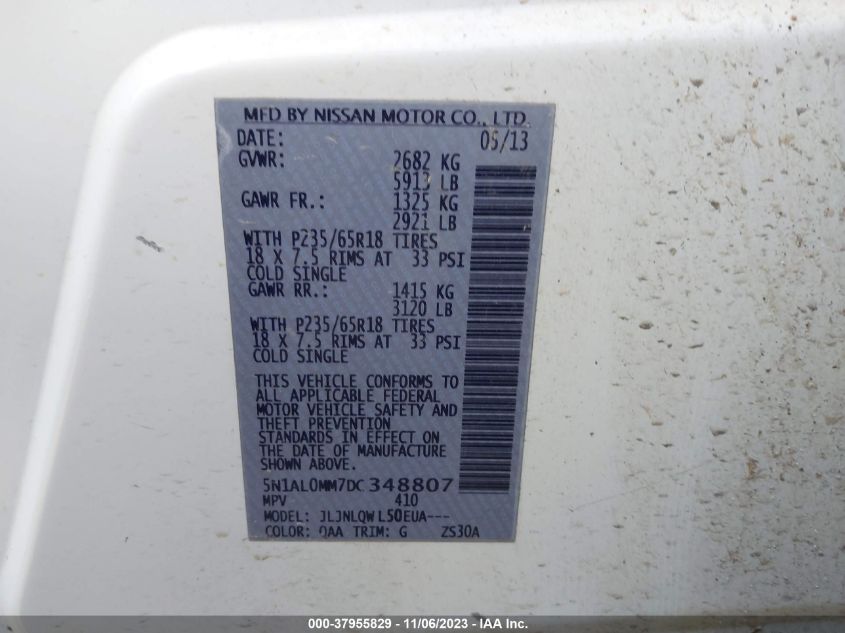 MFD BY NISSAN MOTOR CO., LTD.
DATE: 05/13
GVWR: 2682 KG
5913 LB
GAWR FR.: 1325 KG
2921 LB
WITH P235/65R18 TIRES
18 X 7.5 RIMS AT 33 PSI
COLD SINGLE
GAWR RR.: 1415 KG
3120 LB
WITH P235/65R18 TIRES
18 X 7.5 RIMS AT 33 PSI
COLD SINGLE
THIS VEHICLE CONFORMS TO
ALL APPLICABLE FEDERAL
MOTOR VEHICLE SAFETY AND
THEFT PREVENTION
STANDARDS IN EFFECT ON
THE DATE OF MANUFACTURE
SHOWN ABOVE.
5N1AL0MM7DC348807
MPV 410
MODEL: JLJNLQWL50EUA---
COLOR: QAA TRIM: G ZS30A
000-37955829 - 11/06/2023 - IAA Inc.